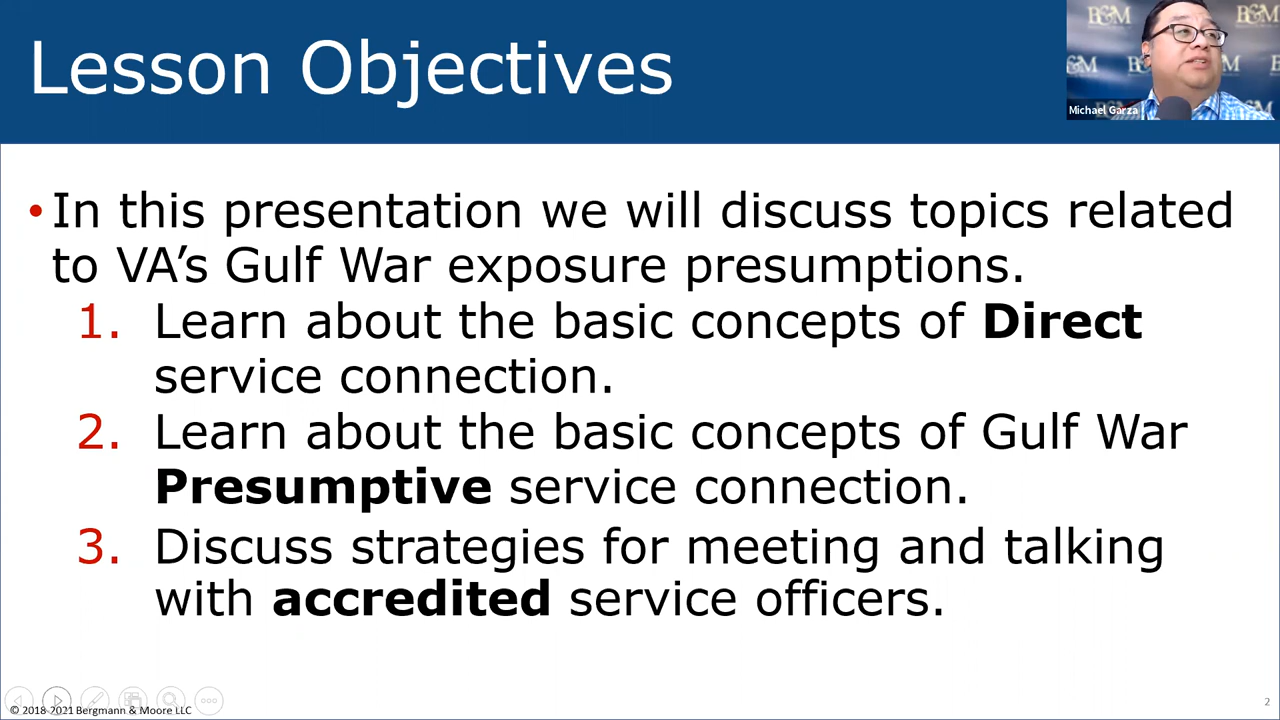 Lesson Objectives
B&M
B&M
Michael Garza
• In this presentation we will discuss topics related
to VA’s Gulf War exposure presumptions.
1. Learn about the basic concepts of Direct
service connection.
2. Learn about the basic concepts of Gulf War
Presumptive service connection.
3. Discuss strategies for meeting and talking
with accredited service officers.
© 2018-2021 Bergmann & Moore LLC
2